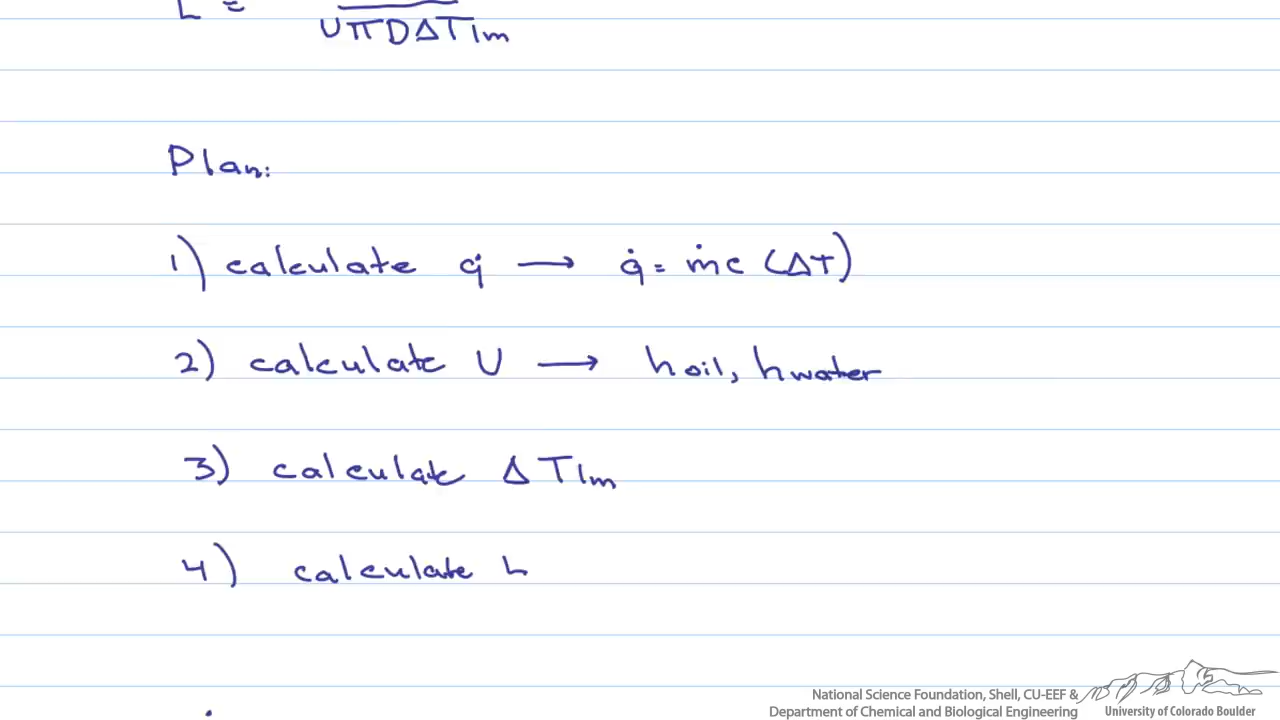 L =
UπDΔTlm
Plan:
1) calculate q̇ → q̇ = ṁc (ΔT)
2) calculate U → hoil, hwater
3) calculate ΔTlm
4) calculate L
National Science Foundation, Shell, CU-EEF &
Department of Chemical and Biological Engineering
University of Colorado Boulder